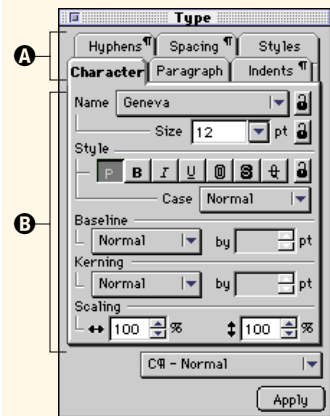 Type
A
Hyphens¶ Spacing¶ Styles
Character Paragraph Indents¶
B
Name Geneva
Size 12 pt
Style
P B I U O S U
Case Normal
Baseline
Normal by pt
Kerning
Normal by pt
Scaling
100 % 100 %
C¶ - Normal
Apply